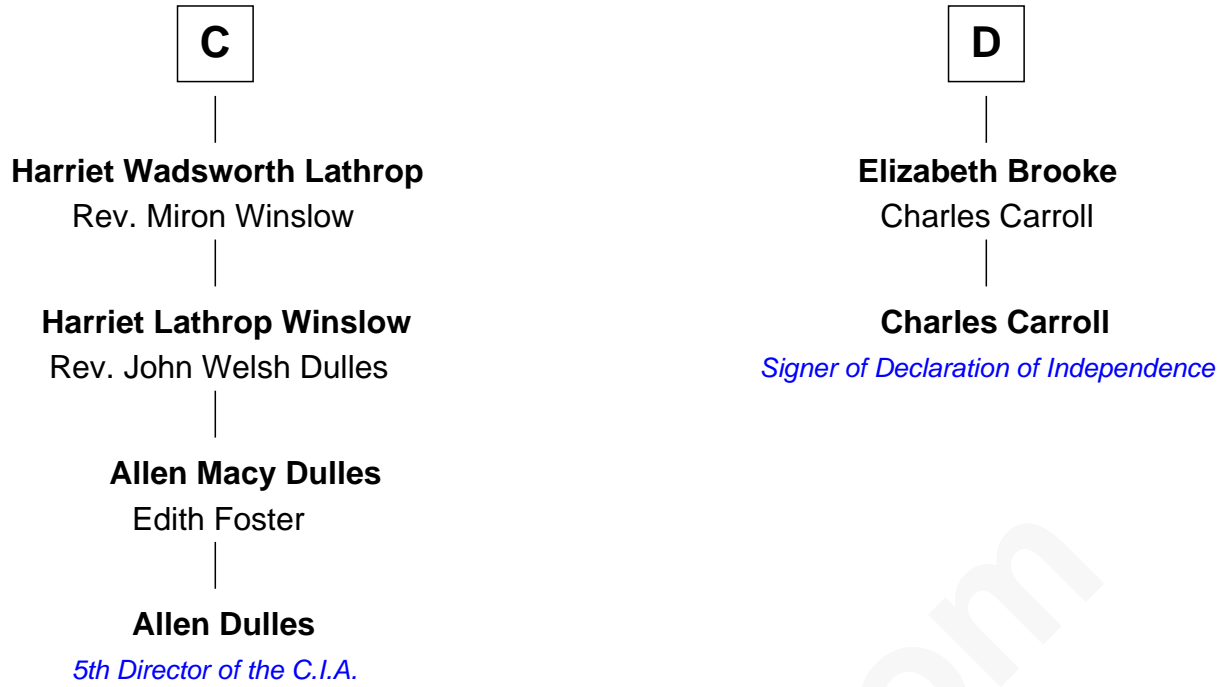 C
Harriet Wadsworth Lathrop
Rev. Miron Winslow
Harriet Lathrop Winslow
Rev. John Welsh Dulles
Allen Macy Dulles
Edith Foster
Allen Dulles
5th Director of the C.I.A.
D
Elizabeth Brooke
Charles Carroll
Charles Carroll
Signer of Declaration of Independence
om